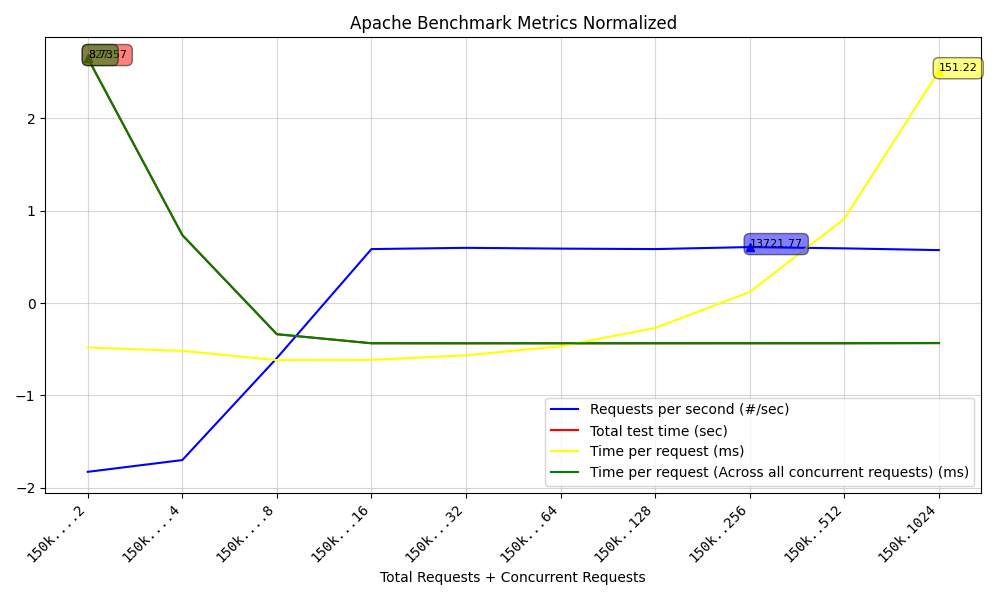 Apache Benchmark Metrics Normalized
151.22
13721.77
2
1
0
−1
−2
Requests per second (#/sec)
Total test time (sec)
Time per request (ms)
Time per request (Across all concurrent requests) (ms)
150k....2
150k....4
150k....8
150k...16
150k...32
150k...64
150k..128
150k..256
150k..512
150k.1024
Total Requests + Concurrent Requests